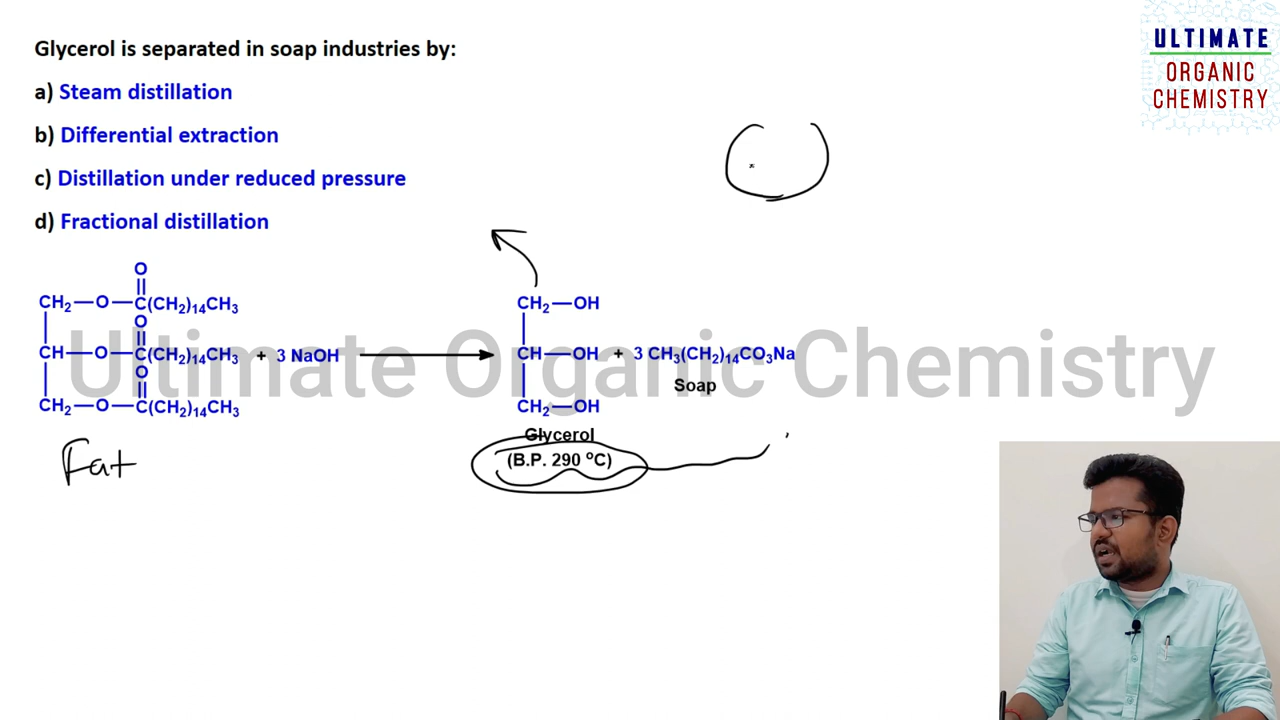 Glycerol is separated in soap industries by:
a) Steam distillation
b) Differential extraction
c) Distillation under reduced pressure
d) Fractional distillation
ULTIMATE
ORGANIC
CHEMISTRY
O
CH₂—O—C(CH₂)₁₄CH₃
O
CH—O—C(CH₂)₁₄CH₃ + 3 NaOH
O
CH₂—O—C(CH₂)₁₄CH₃
Fat
CH₂—OH
CH—OH + 3 CH₃(CH₂)₁₄CO₃Na
Soap
CH₂—OH
Glycerol
(B.P. 290 ⁰C)
Ultimate Organic Chemistry